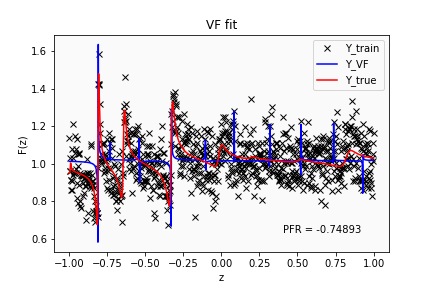 VF fit
Y_train
Y_VF
Y_true
F(z)
1.6
1.4
1.2
1.0
0.8
0.6
PFR = -0.74893
−1.00 −0.75 −0.50 −0.25 0.00 0.25 0.50 0.75 1.00
z